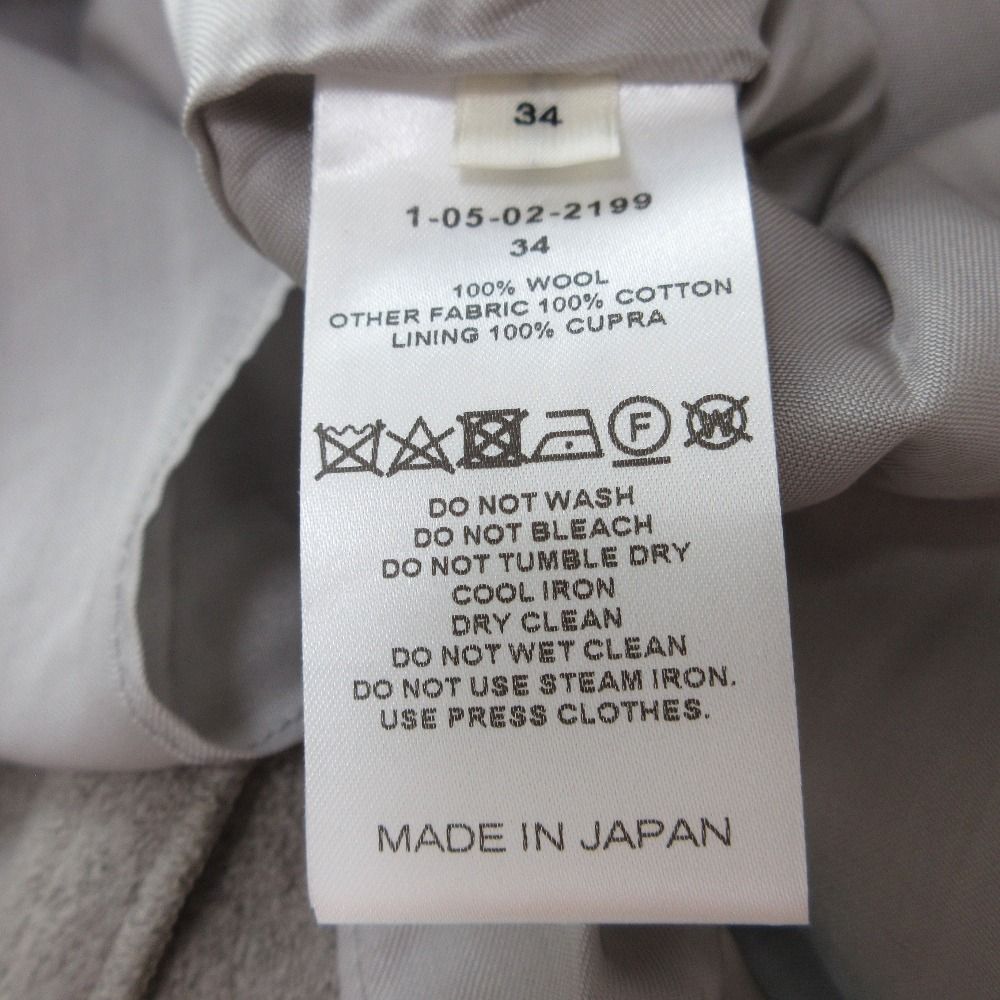 34
1-05-02-2199
34
100% WOOL
OTHER FABRIC 100% COTTON
LINING 100% CUPRA
F W
DO NOT WASH
DO NOT BLEACH
DO NOT TUMBLE DRY
COOL IRON
DRY CLEAN
DO NOT WET CLEAN
DO NOT USE STEAM IRON.
USE PRESS CLOTHES.
MADE IN JAPAN